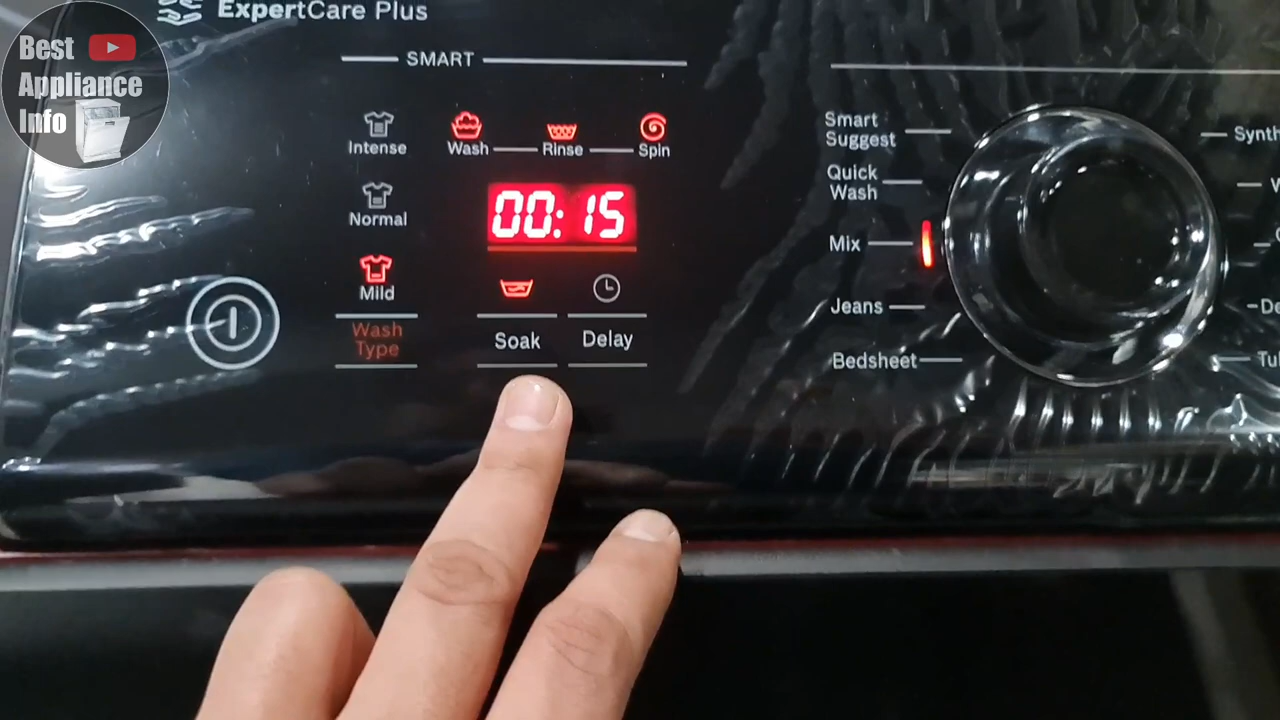 ExpertCare Plus
Best
Appliance
Info
SMART
Intense
Wash
Rinse
Spin
Normal
00:15
Mild
Wash
Type
Soak
Delay
Smart
Suggest
Quick
Wash
Mix
Jeans
Bedsheet